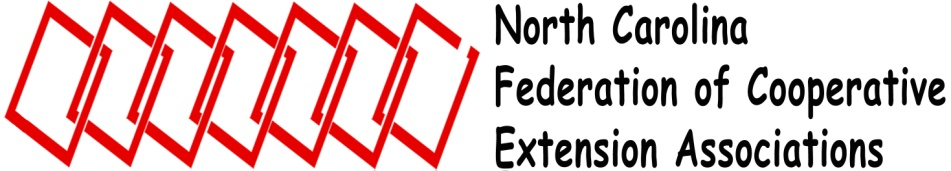 North Carolina
Federation of Cooperative
Extension Associations